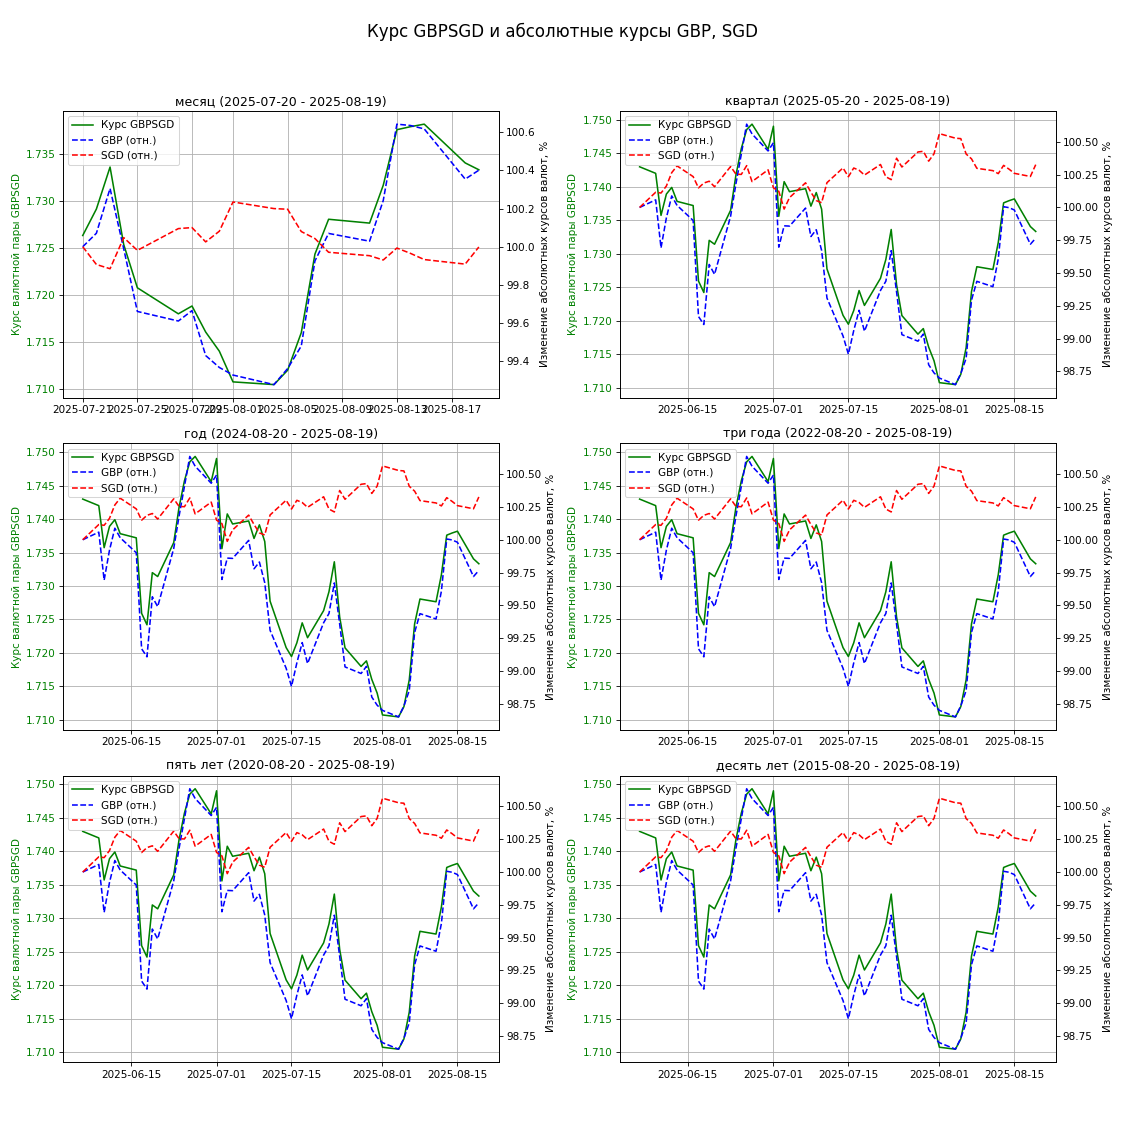 Курс GBPSGD и абсолютные курсы GBP, SGD
месяц (2025-07-20 - 2025-08-19)
Курс GBPSGD
GBP (отн.)
SGD (отн.)
Курс валютной пары GBPSGD
1.735
1.730
1.725
1.720
1.715
1.710
100.6
100.4
100.2
100.0
99.8
99.6
99.4
Изменение абсолютных курсов валют, %
2025-07-21 2025-07-25 2025-07-29 2025-08-01 2025-08-05 2025-08-09 2025-08-13 2025-08-17
квартал (2025-05-20 - 2025-08-19)
Курс GBPSGD
GBP (отн.)
SGD (отн.)
Курс валютной пары GBPSGD
1.750
1.745
1.740
1.735
1.730
1.725
1.720
1.715
1.710
100.50
100.25
100.00
99.75
99.50
99.25
99.00
98.75
Изменение абсолютных курсов валют, %
2025-06-15 2025-07-01 2025-07-15 2025-08-01 2025-08-15
год (2024-08-20 - 2025-08-19)
Курс GBPSGD
GBP (отн.)
SGD (отн.)
Курс валютной пары GBPSGD
1.750
1.745
1.740
1.735
1.730
1.725
1.720
1.715
1.710
100.50
100.25
100.00
99.75
99.50
99.25
99.00
98.75
Изменение абсолютных курсов валют, %
2025-06-15 2025-07-01 2025-07-15 2025-08-01 2025-08-15
три года (2022-08-20 - 2025-08-19)
Курс GBPSGD
GBP (отн.)
SGD (отн.)
Курс валютной пары GBPSGD
1.750
1.745
1.740
1.735
1.730
1.725
1.720
1.715
1.710
100.50
100.25
100.00
99.75
99.50
99.25
99.00
98.75
Изменение абсолютных курсов валют, %
2025-06-15 2025-07-01 2025-07-15 2025-08-01 2025-08-15
пять лет (2020-08-20 - 2025-08-19)
Курс GBPSGD
GBP (отн.)
SGD (отн.)
Курс валютной пары GBPSGD
1.750
1.745
1.740
1.735
1.730
1.725
1.720
1.715
1.710
100.50
100.25
100.00
99.75
99.50
99.25
99.00
98.75
Изменение абсолютных курсов валют, %
2025-06-15 2025-07-01 2025-07-15 2025-08-01 2025-08-15
десять лет (2015-08-20 - 2025-08-19)
Курс GBPSGD
GBP (отн.)
SGD (отн.)
Курс валютной пары GBPSGD
1.750
1.745
1.740
1.735
1.730
1.725
1.720
1.715
1.710
100.50
100.25
100.00
99.75
99.50
99.25
99.00
98.75
Изменение абсолютных курсов валют, %
2025-06-15 2025-07-01 2025-07-15 2025-08-01 2025-08-15